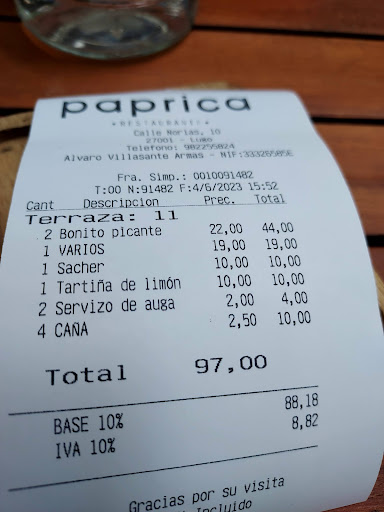 paprica
RESTAURANTE
Calle Norias, 10
27001 - Lugo
Telefono: 982255824
Alvaro Villasante Armas - NIF:33326585E
Fra. Simp.: 0010091482
T:00 N:91482 F:4/6/2023 15:52
Cant Descripcion Prec. Total
Terraza: 11
2 Bonito picante 22,00 44,00
1 VARIOS 19,00 19,00
1 Sacher 10,00 10,00
1 Tartiña de limón 10,00 10,00
2 Servizo de auga 2,00 4,00
4 CAÑA 2,50 10,00
Total 97,00
BASE 10% 88,18
IVA 10% 8,82
Gracias por su visita
Incluido